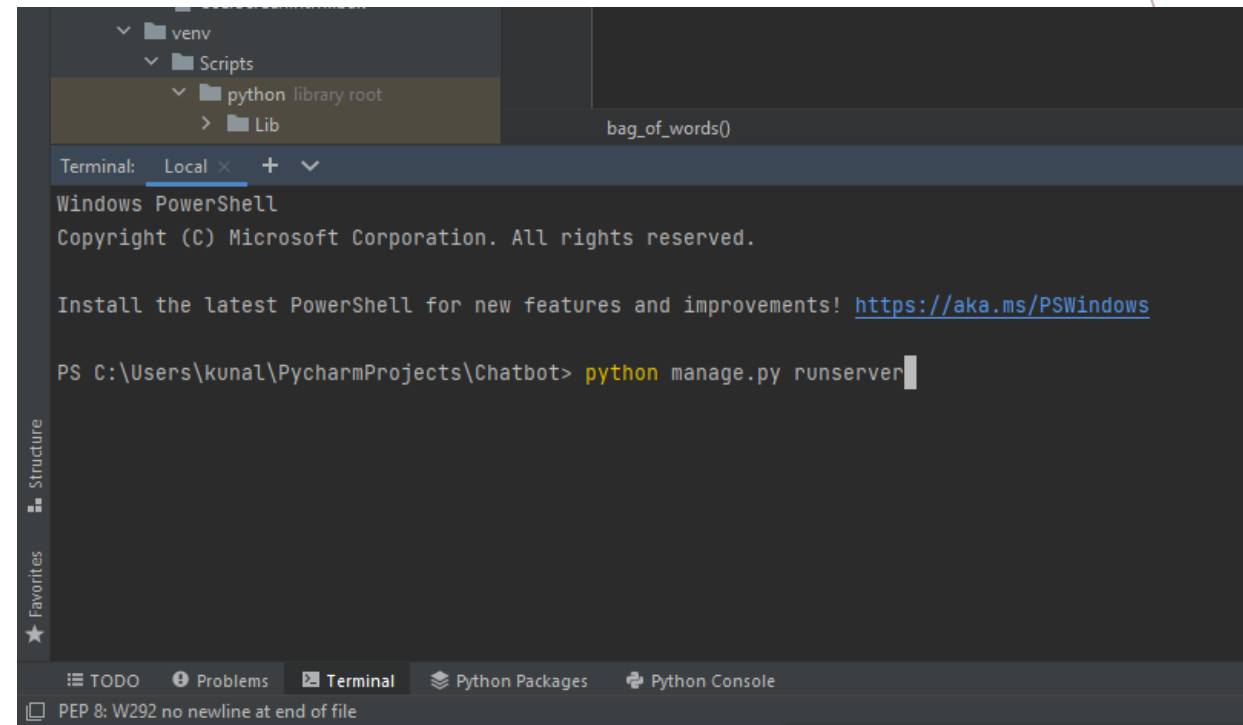 venv
Scripts
python library root
Lib
bag_of_words()
Terminal: Local × +
Windows PowerShell
Copyright (C) Microsoft Corporation. All rights reserved.
Install the latest PowerShell for new features and improvements! https://aka.ms/PSWindows
PS C:\Users\kunal\PycharmProjects\Chatbot> python manage.py runserver
Structure
Favorites
TODO Problems Terminal Python Packages Python Console
PEP 8: W292 no newline at end of file